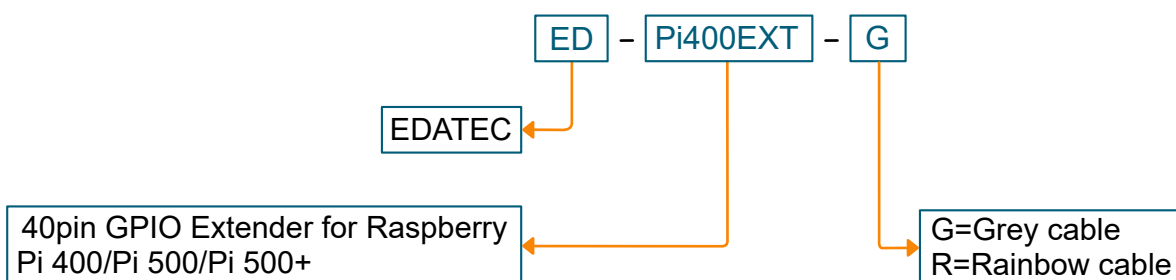 ED – Pi400EXT – G
EDATEC
40pin GPIO Extender for Raspberry
Pi 400/Pi 500/Pi 500+
G=Grey cable
R=Rainbow cable